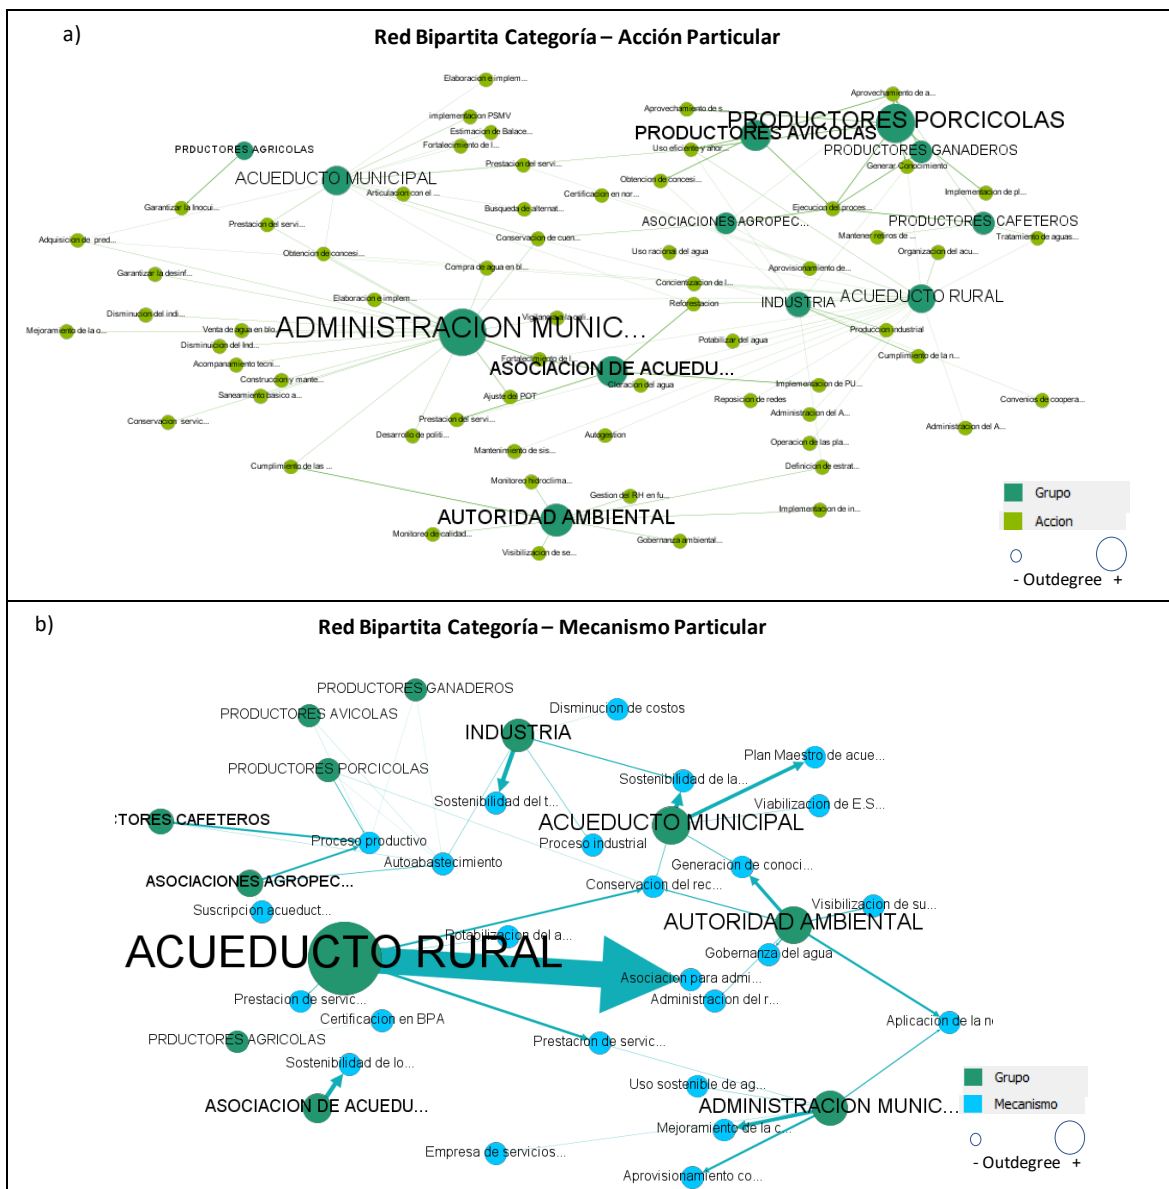 a)
Red Bipartita Categoría – Acción Particular
Elaboracion e implem...
Aprovechamiento de a...
Aprovechamiento de s...
implementacion PSMV
PRODUCTORES PORCICOLAS
Estimacion de Balace...
PRODUCTORES AVICOLAS
Fortalecimiento de l...
Uso eficiente y ahor...
PRDUCTORES AGRICOLAS
PRODUCTORES GANADEROS
Prestacion del servi...
Generar Conocimiento
ACUEDUCTO MUNICIPAL
Obtencion de concesi...
Articulacion con el ...
Certificacion en nor...
Implementacion de pl...
Garantizar la Inocui...
Busqueda de alternat...
Ejecucion del proces...
Prestacion del servi...
ASOCIACIONES AGROPEC...
PRODUCTORES CAFETEROS
Adquisicion de pred...
Conservacion de cuen...
Mantener retiros de ...
Tratamiento de aguas...
Obtencion de concesi...
Uso racional del agua
Organizacion del acu...
Garantizar la desinf...
Compra de agua en bl...
Aprovisionamiento de...
Concientizacion de l...
Elaboracion e implem...
Reforestacion
INDUSTRIA
ACUEDUCTO RURAL
Disminucion del indi...
Mejoramiento de la o...
Venta de agua en blo...
ADMINISTRACION MUNIC...
Produccion industrial
Disminuicion del Ind...
Potabilizar del agua
Cumplimiento de la n...
Acompanamiento tecni...
Fortalecimiento de l...
ASOCIACION DE ACUEDU...
Construccion y mante...
Cloracion del agua
Implementacion de PU...
Saneamiento basico a...
Ajuste del POT
Reposicion de redes
Convenios de coopera...
Conservacion servic...
Prestacion del servi...
Administracion del A...
Administracion del A...
Desarrollo de politi...
Autogestion
Mantenimiento de sis...
Operacion de las pla...
Cumplimiento de las ...
Definicion de estrat...
Monitoreo hidroclima...
Gestion del RH en fu...
Grupo
AUTORIDAD AMBIENTAL
Implementacion de in...
Accion
Monitoreo de calidad...
Gobernanza ambiental...
Visibilizacion de se...
- Outdegree +
b)
Red Bipartita Categoría – Mecanismo Particular
PRODUCTORES GANADEROS
Disminucion de costos
PRODUCTORES AVICOLAS
INDUSTRIA
Plan Maestro de acue...
PRODUCTORES PORCICOLAS
Sostenibilidad de la...
Sostenibilidad del t...
Viabilizacion de E.S...
CTORES CAFETEROS
ACUEDUCTO MUNICIPAL
Proceso productivo
Proceso industrial
Autoabastecimiento
Generacion de conoci...
ASOCIACIONES AGROPEC...
Conservacion del rec...
Suscripción acueduct...
Visibilizacion de su...
AUTORIDAD AMBIENTAL
Potabilizacion del a...
ACUEDUCTO RURAL
Gobernanza del agua
Asociacion para admi...
Prestacion de servic...
Administracion del r...
Certificacion en BPA
Aplicación de la no
PRDUCTORES AGRICOLAS
Prestacion de servic...
Sostenibilidad de lo...
Uso sostenible de ag...
Grupo
ASOCIACION DE ACUEDU...
ADMINISTRACION MUNIC...
Mecanismo
Mejoramiento de la c...
Empresa de servicios...
Aprovisionamiento co...
- Outdegree +